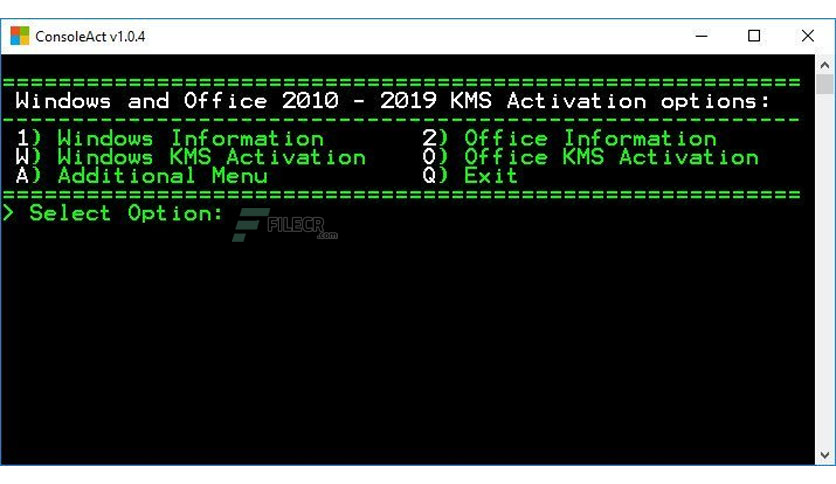 ConsoleAct v1.0.4
============================================================
Windows and Office 2010 - 2019 KMS Activation options:
------------------------------------------------------------
1) Windows Information 2) Office Information
W) Windows KMS Activation O) Office KMS Activation
A) Additional Menu Q) Exit
============================================================
> Select Option:
FILECR
.com